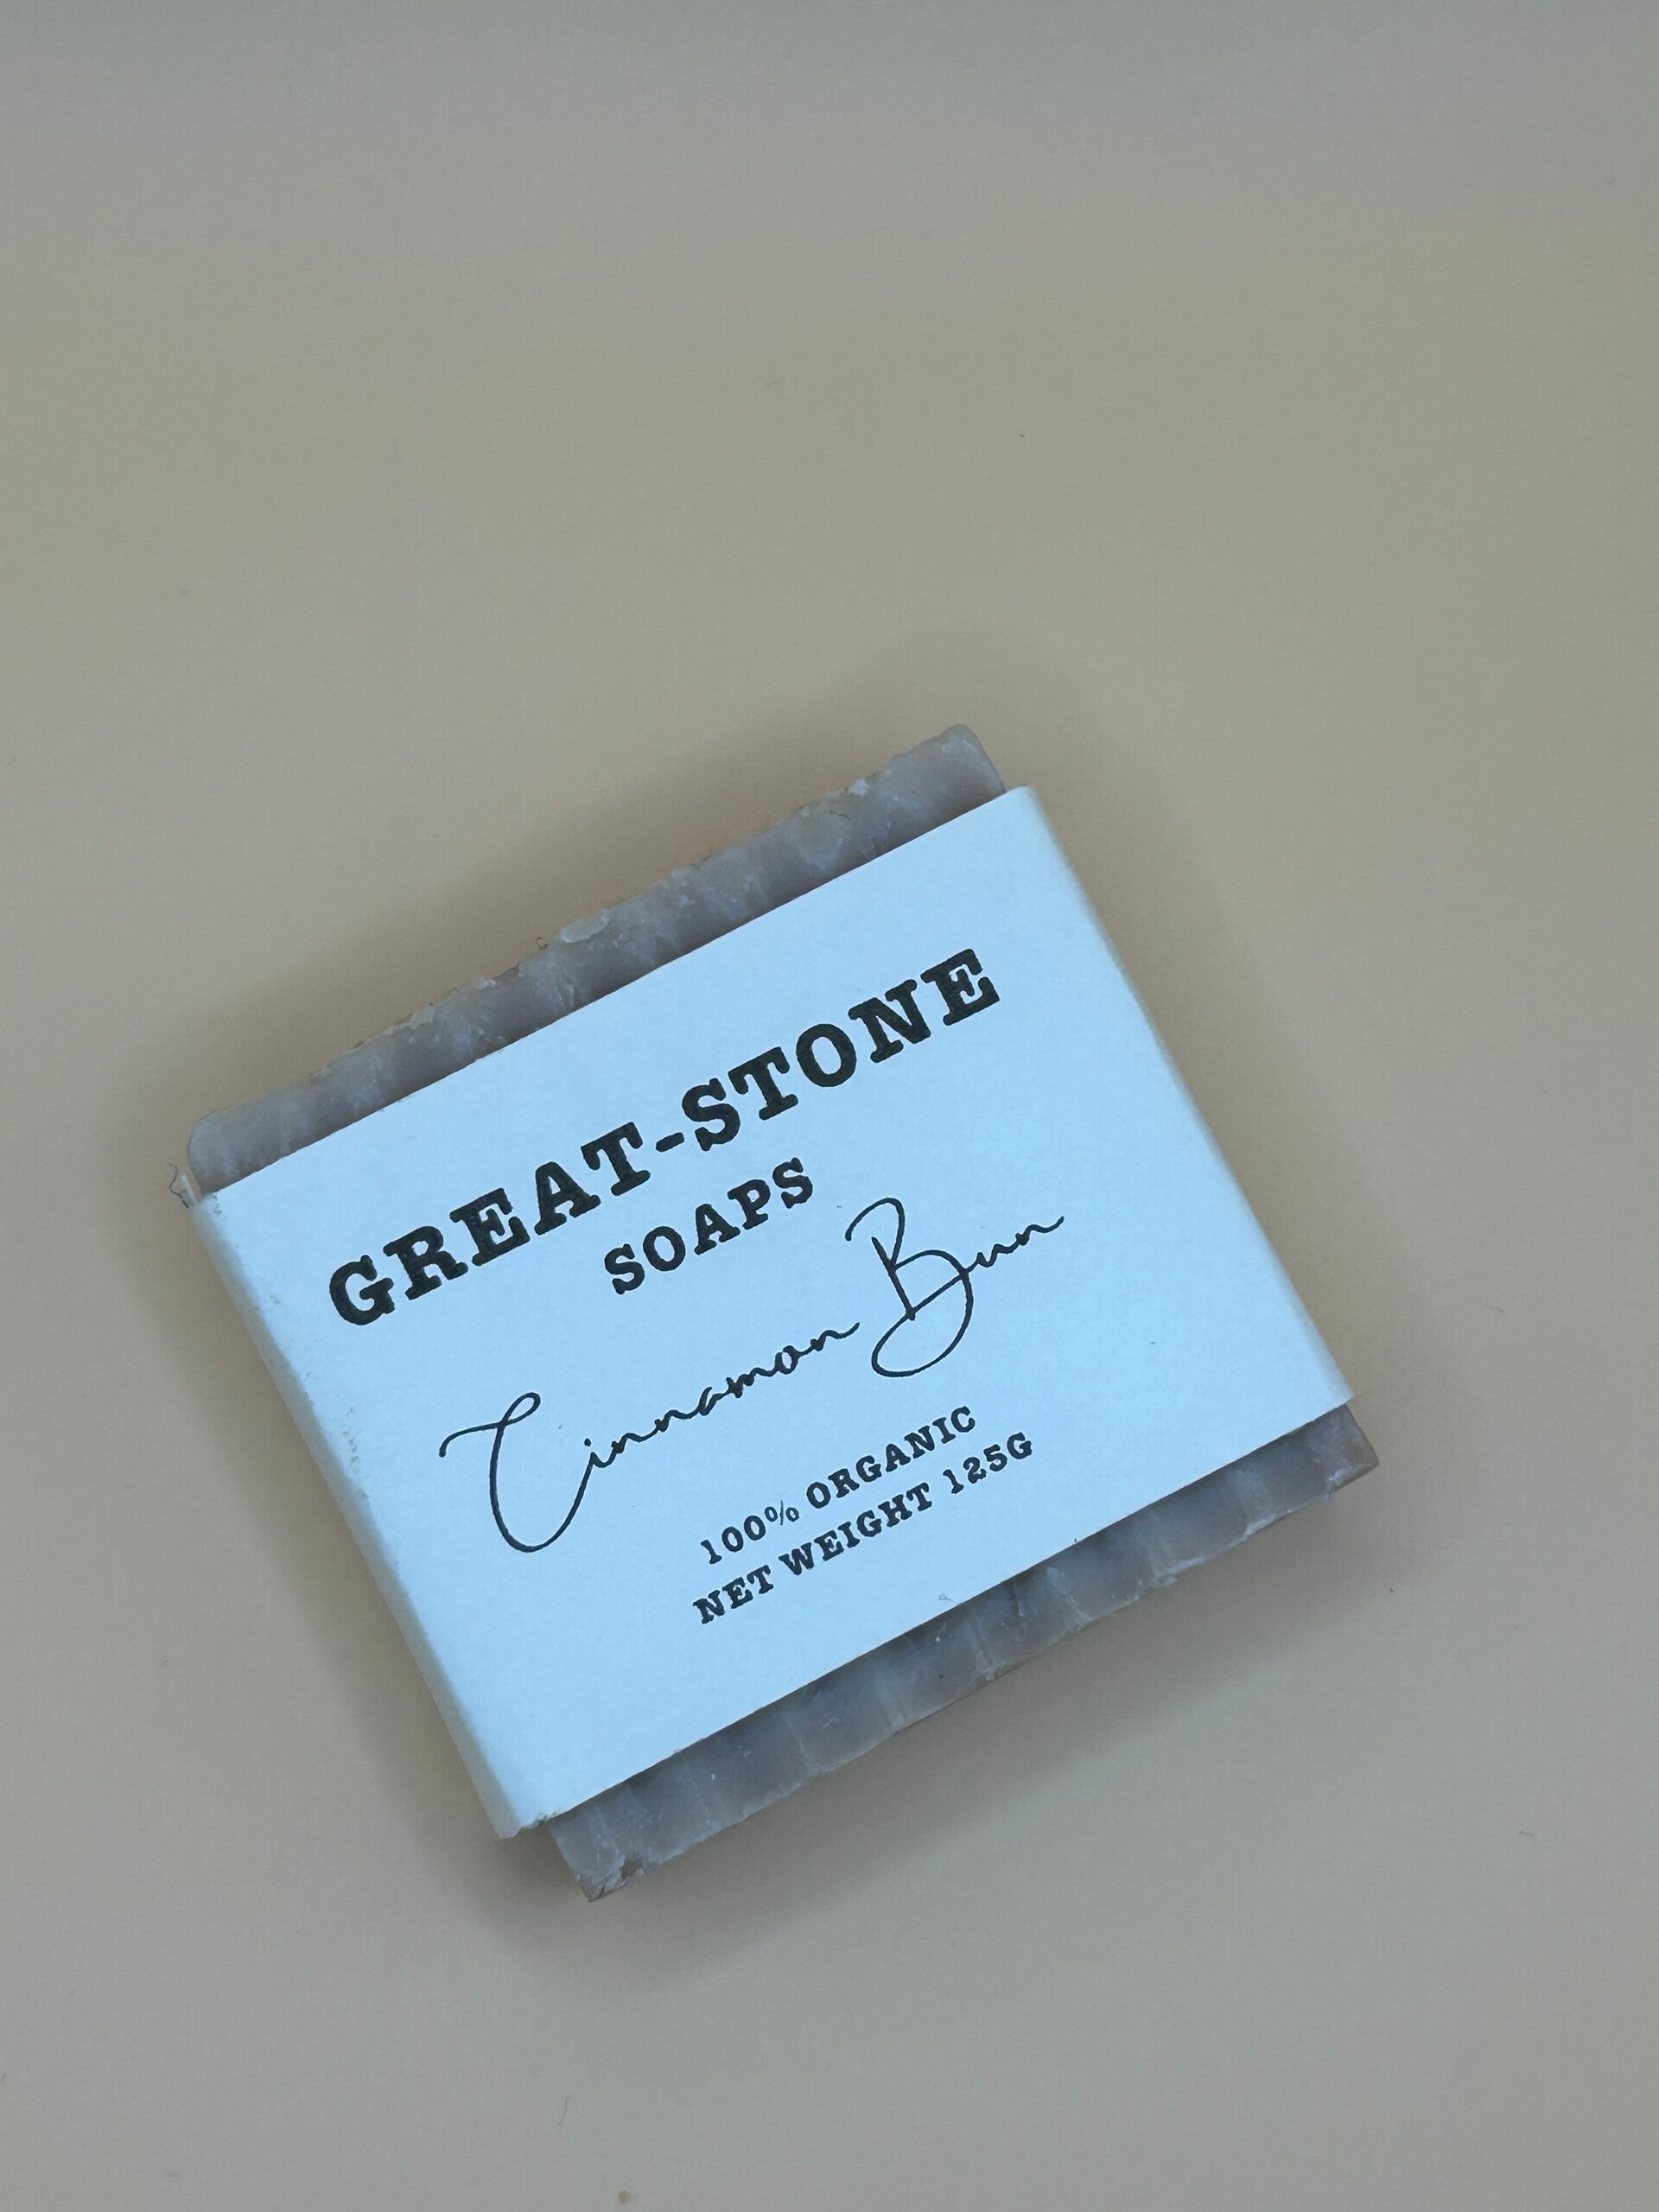 GREAT-STONE
SOAPS
Cinnamon Bun
100% ORGANIC
NET WEIGHT 125G